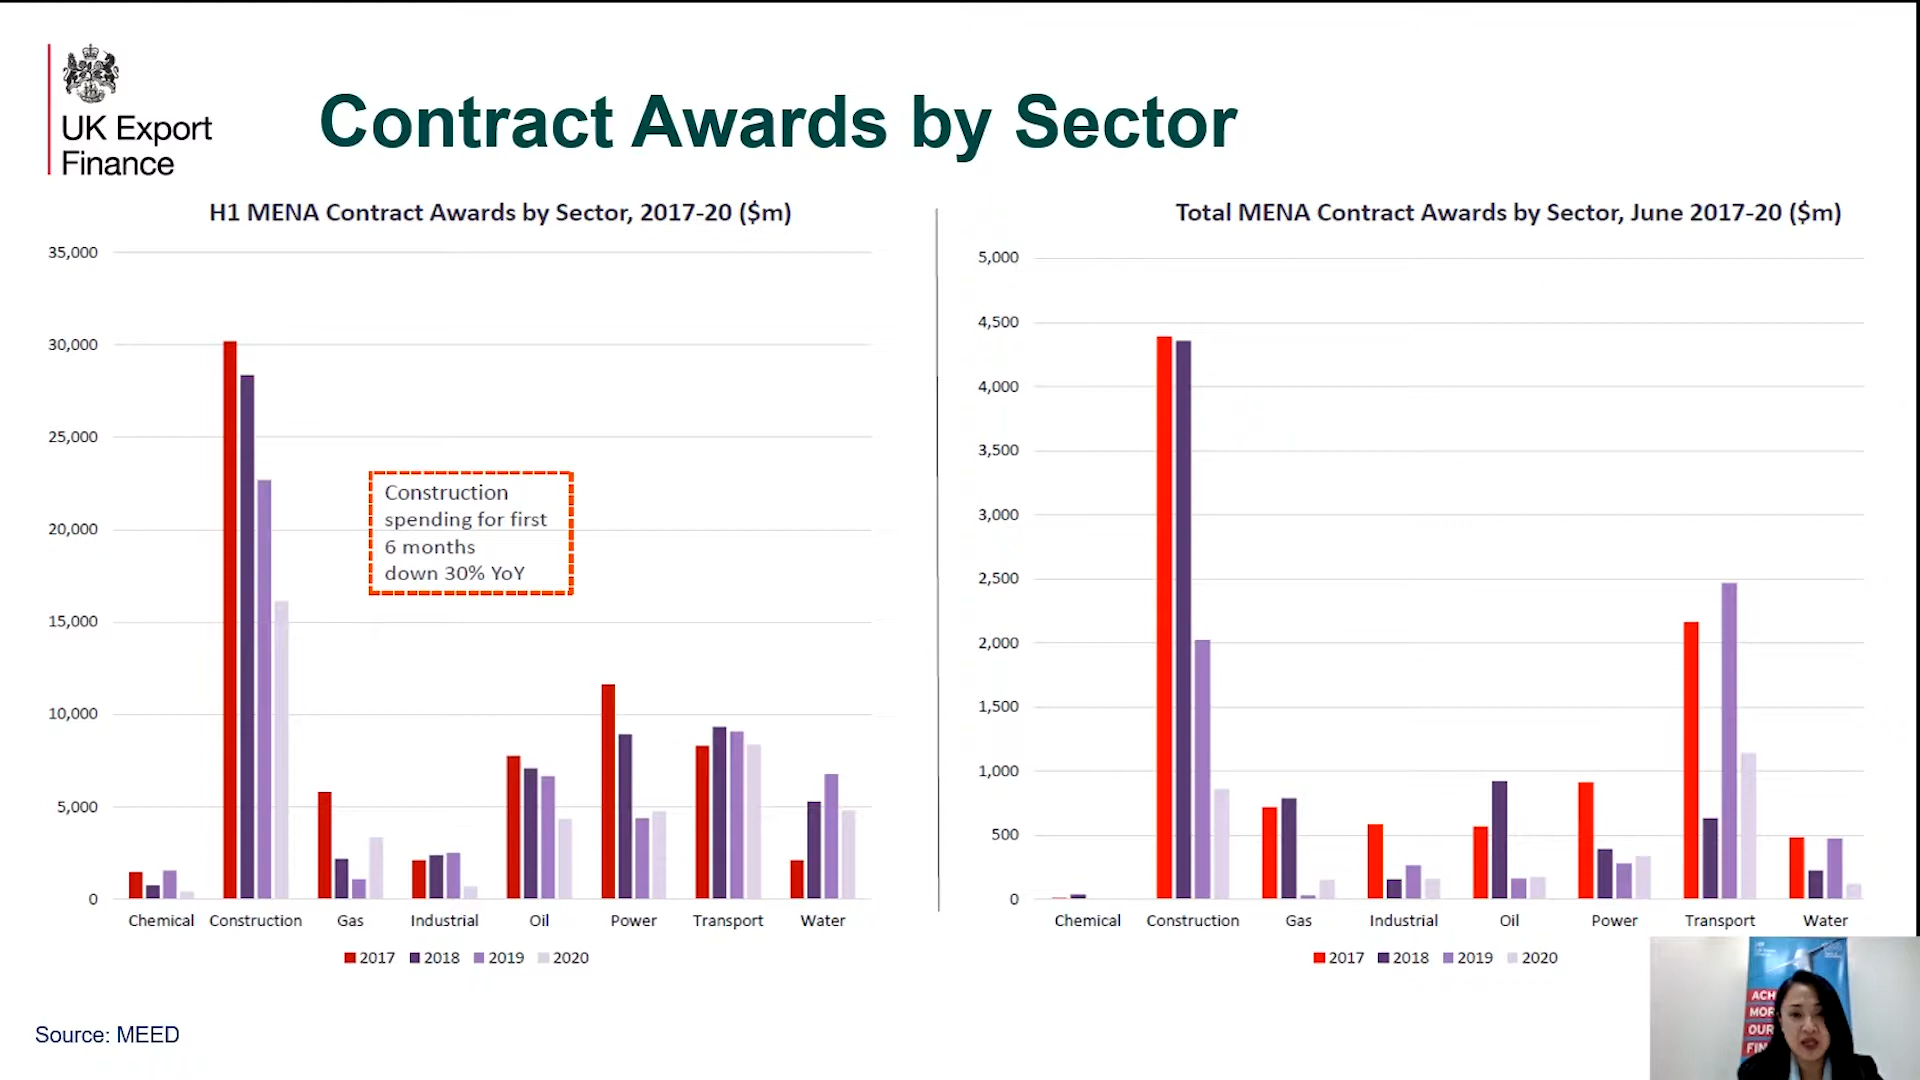 UK Export
Finance
Contract Awards by Sector
H1 MENA Contract Awards by Sector, 2017-20 ($m)
35,000
30,000
25,000
20,000
15,000
10,000
5,000
0
Construction
spending for first
6 months
down 30% YoY
Chemical Construction Gas Industrial Oil Power Transport Water
2017 2018 2019 2020
Total MENA Contract Awards by Sector, June 2017-20 ($m)
5,000
4,500
4,000
3,500
3,000
2,500
2,000
1,500
1,000
500
0
Chemical Construction Gas Industrial Oil Power Transport Water
2017 2018 2019 2020
Source: MEED
ACH
MOR
OUR
FIN